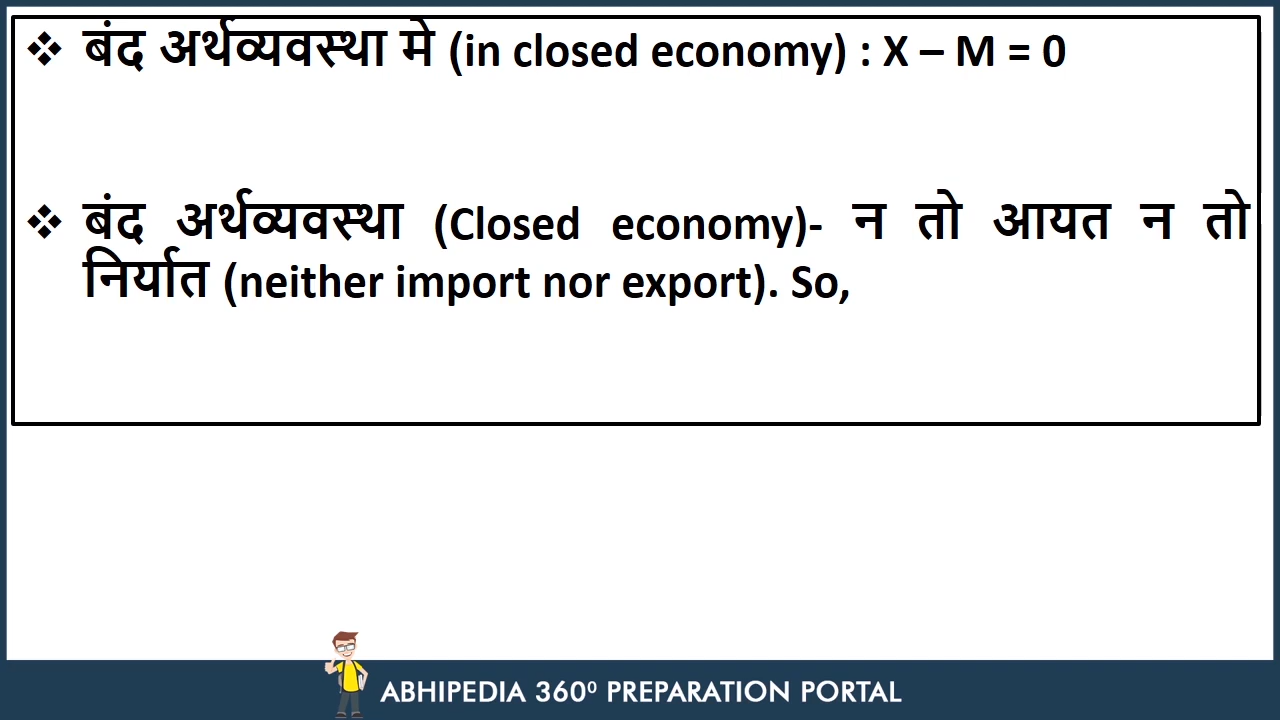 ❖ बंद अर्थव्यवस्था मे (in closed economy) : X – M = 0
❖ बंद अर्थव्यवस्था (Closed economy)- न तो आयत न तो
निर्यात (neither import nor export). So,
ABHIPEDIA 360⁰ PREPARATION PORTAL